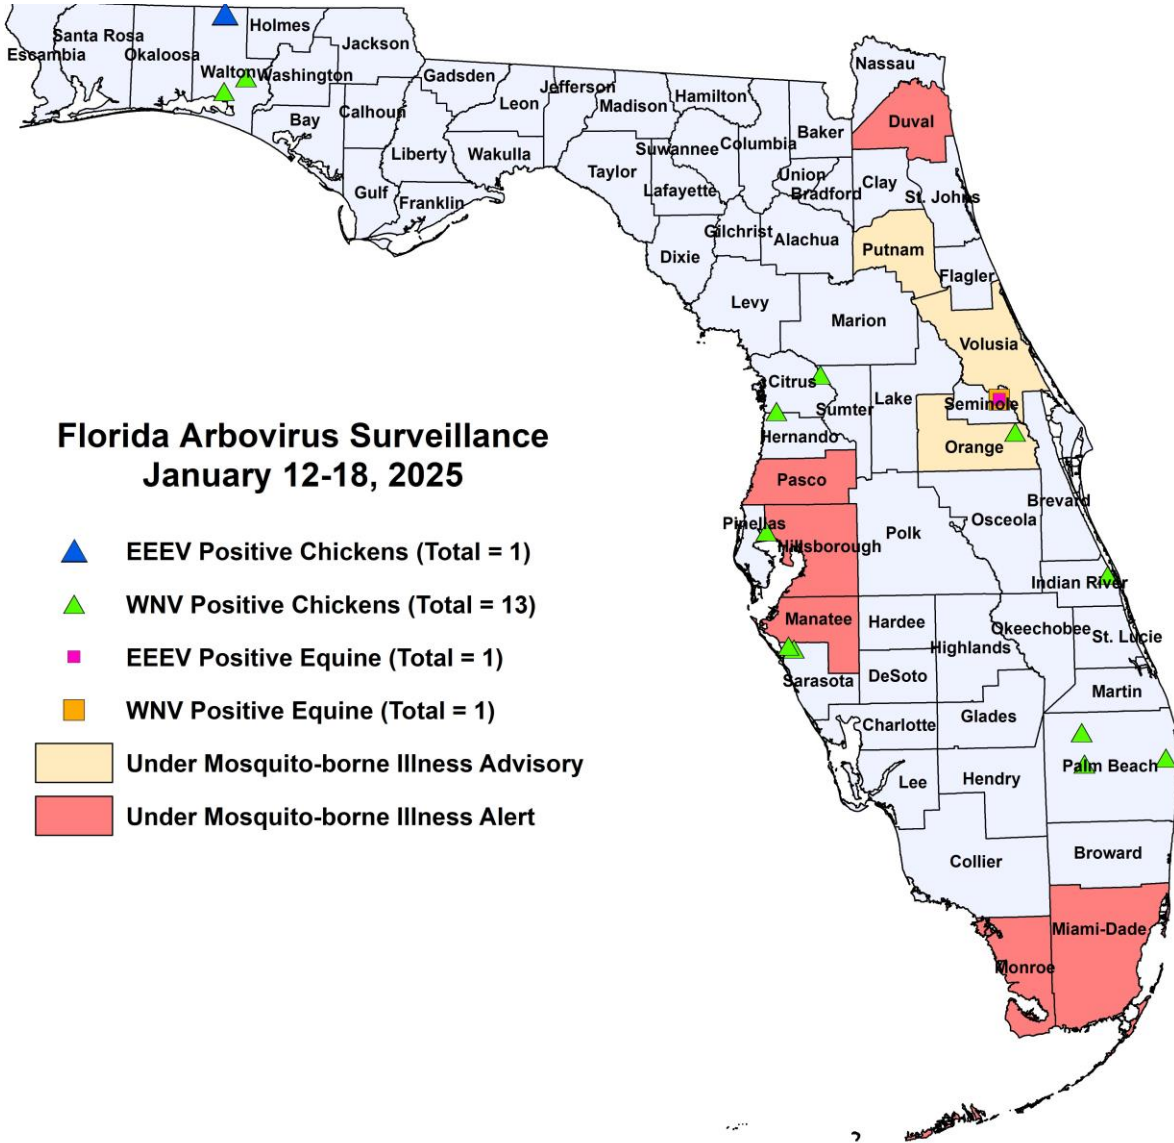 Holmes
Santa Rosa
Jackson
Escambia
Okaloosa
Walton
Washington
Gadsden
Nassau
Leon
Jefferson
Madison
Hamilton
Duval
Calhoun
Bay
Baker
Columbia
Suwannee
Liberty
Wakulla
Taylor
Union
Clay
Bradford
Lafayette
Gulf
Franklin
St. Johns
Gilchrist
Alachua
Putnam
Dixie
Flagler
Levy
Marion
Volusia
Citrus
Lake
Sumter
Seminole
Hernando
Orange
Pasco
Brevard
Osceola
Pinellas
Polk
Hillsborough
Indian River
Manatee
Hardee
Okeechobee
St. Lucie
Highlands
Sarasota
DeSoto
Martin
Charlotte
Glades
Palm Beach
Lee
Hendry
Collier
Broward
Miami-Dade
Monroe
Florida Arbovirus Surveillance
January 12-18, 2025
EEEV Positive Chickens (Total = 1)
WNV Positive Chickens (Total = 13)
EEEV Positive Equine (Total = 1)
WNV Positive Equine (Total = 1)
Under Mosquito-borne Illness Advisory
Under Mosquito-borne Illness Alert